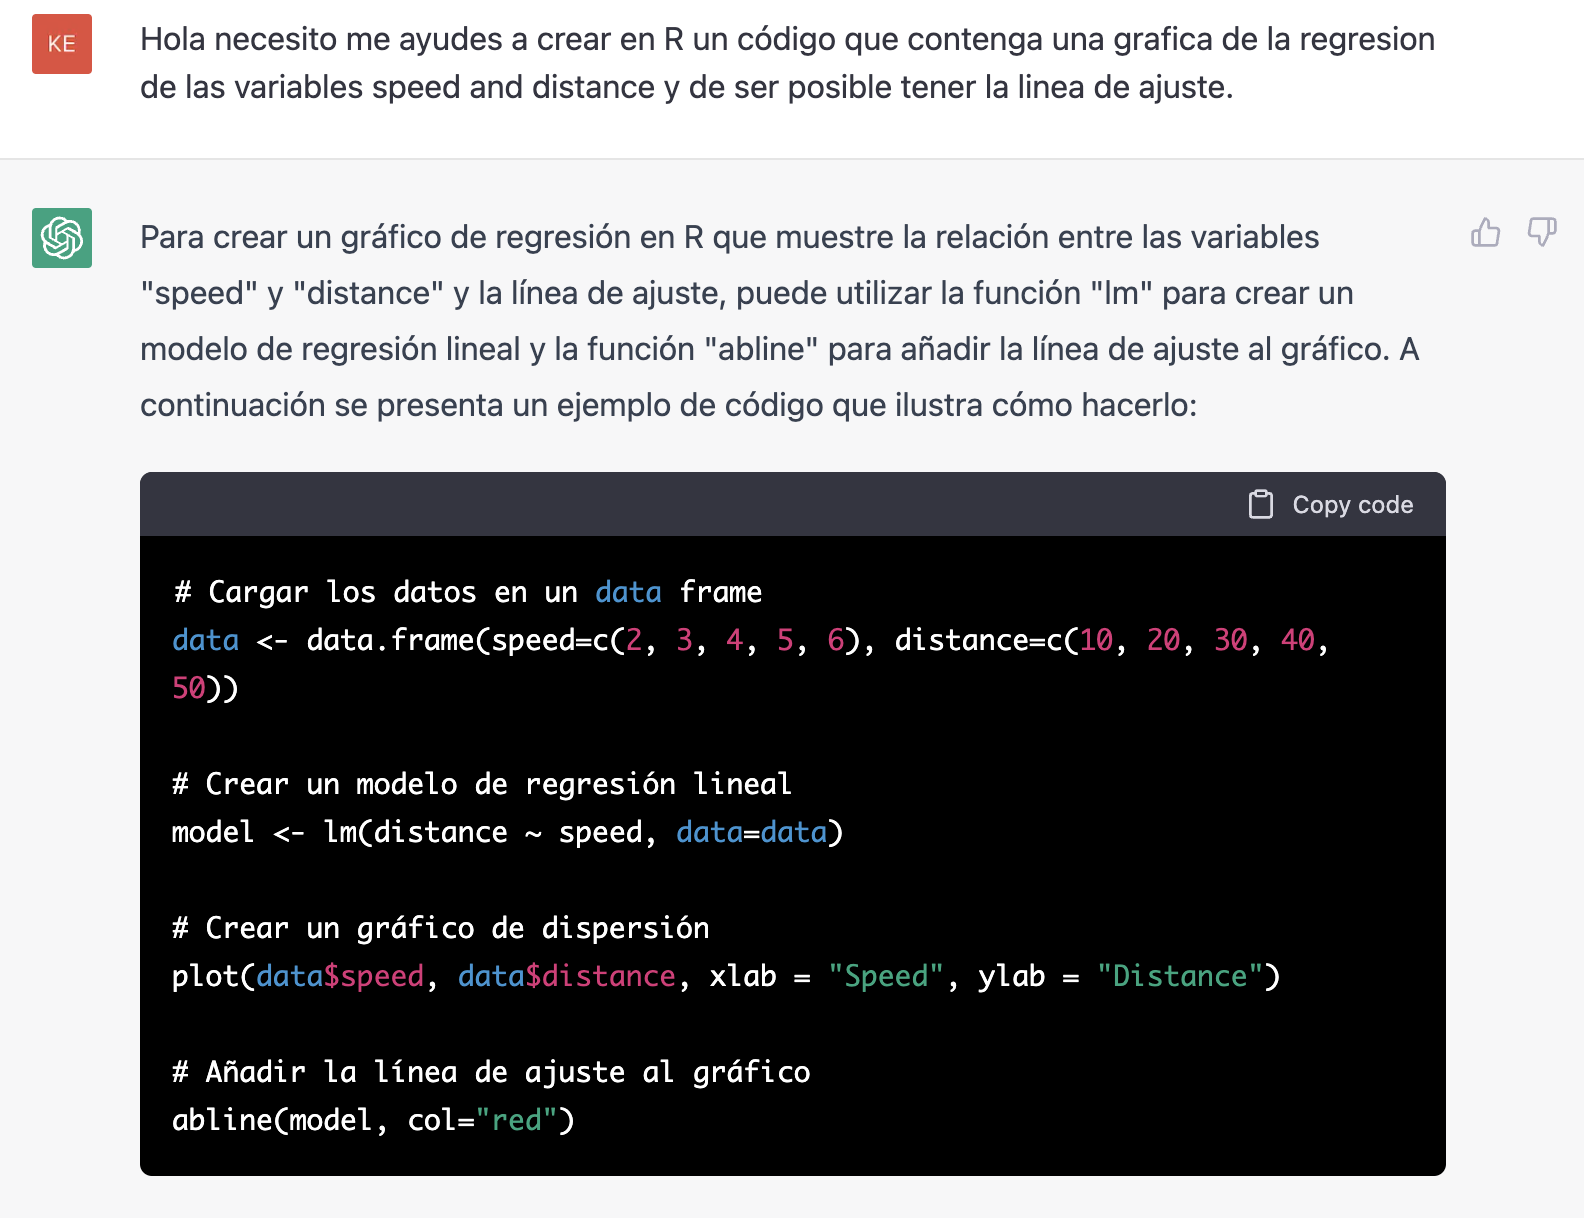 KE
Hola necesito me ayudes a crear en R un código que contenga una grafica de la regresion
de las variables speed and distance y de ser posible tener la linea de ajuste.
Para crear un gráfico de regresión en R que muestre la relación entre las variables
"speed" y "distance" y la línea de ajuste, puede utilizar la función "lm" para crear un
modelo de regresión lineal y la función "abline" para añadir la línea de ajuste al gráfico. A
continuación se presenta un ejemplo de código que ilustra cómo hacerlo:
Copy code
# Cargar los datos en un data frame
data <- data.frame(speed=c(2, 3, 4, 5, 6), distance=c(10, 20, 30, 40,
50))
# Crear un modelo de regresión lineal
model <- lm(distance ~ speed, data=data)
# Crear un gráfico de dispersión
plot(data$speed, data$distance, xlab = "Speed", ylab = "Distance")
# Añadir la línea de ajuste al gráfico
abline(model, col="red")